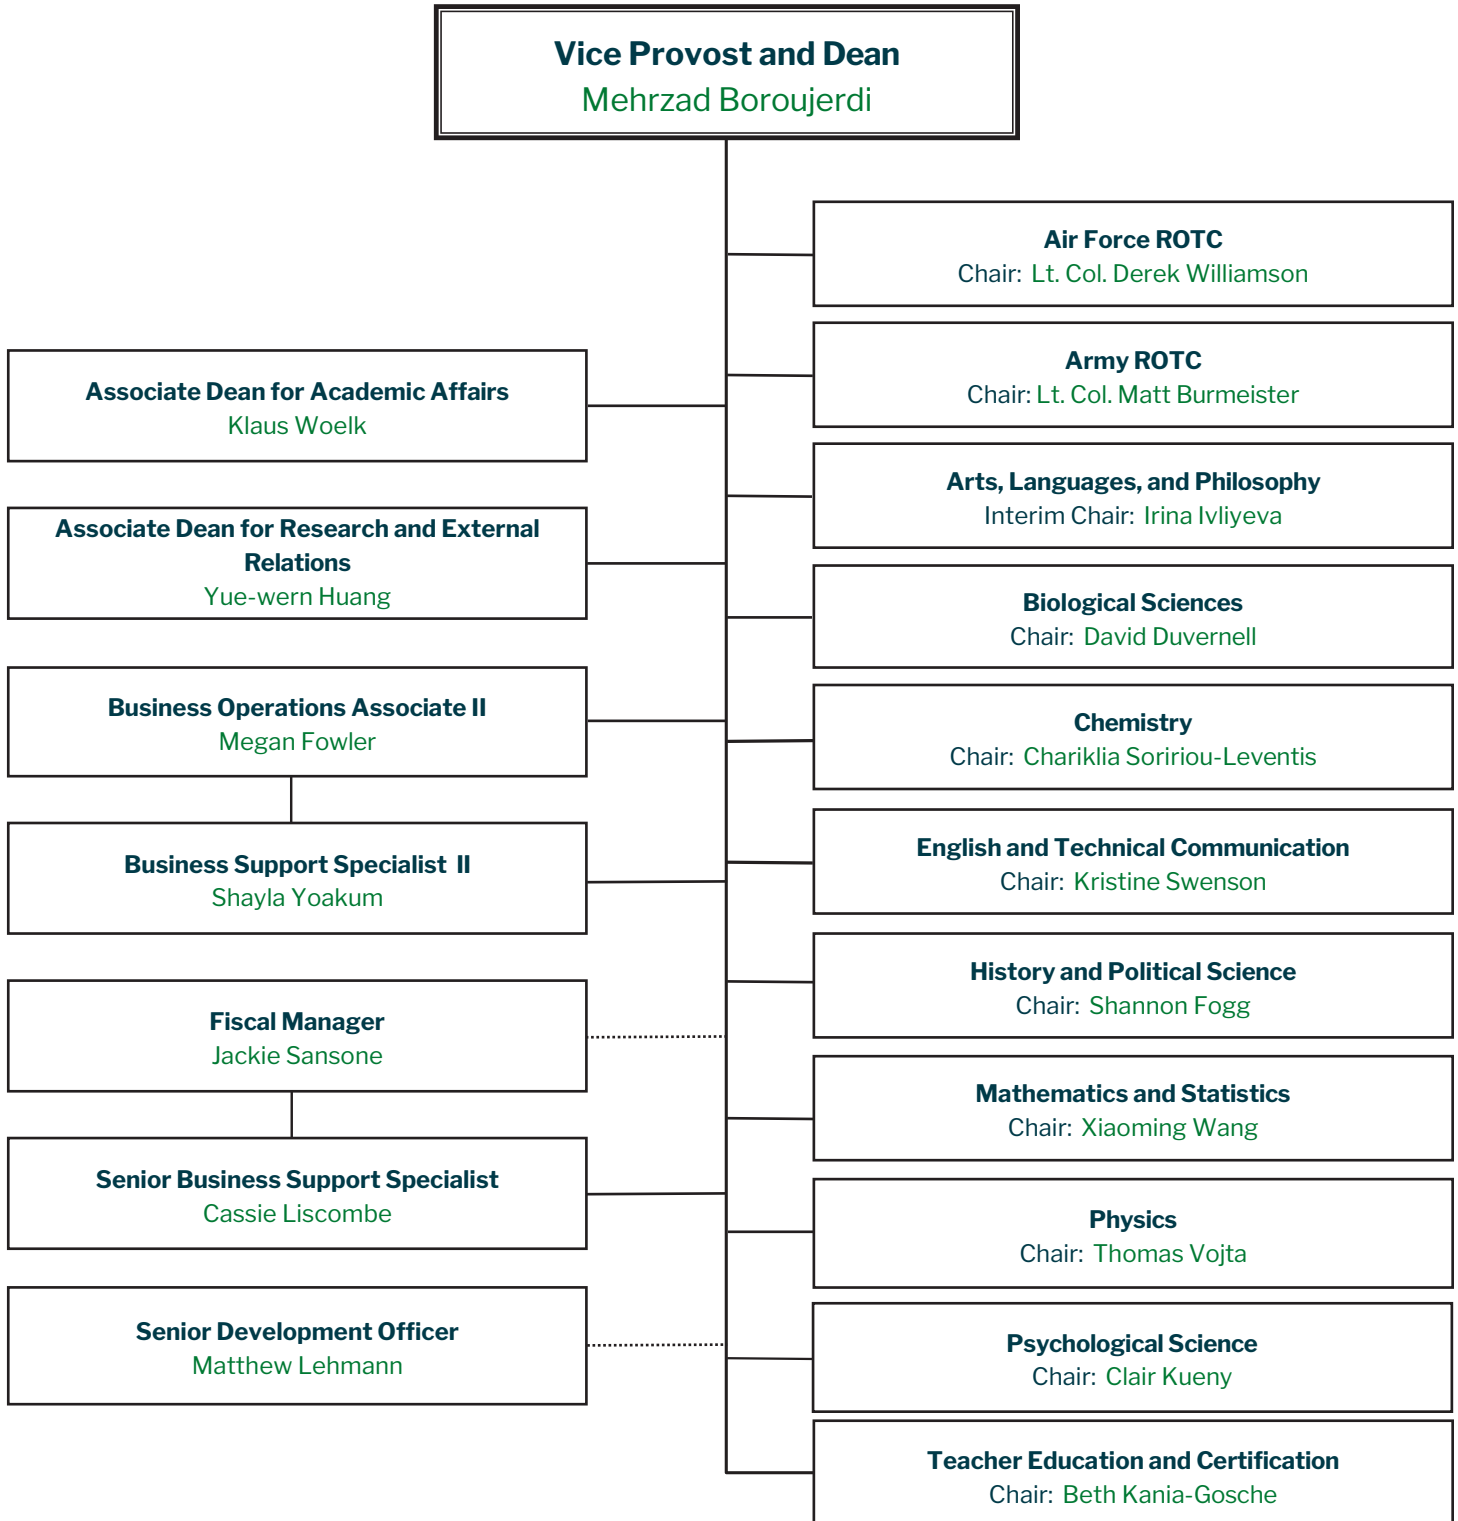 Vice Provost and Dean
Mehrzad Boroujerdi
Associate Dean for Academic Affairs
Klaus Woelk
Associate Dean for Research and External
Relations
Yue-wern Huang
Business Operations Associate II
Megan Fowler
Business Support Specialist II
Shayla Yoakum
Fiscal Manager
Jackie Sansone
Senior Business Support Specialist
Cassie Liscombe
Senior Development Officer
Matthew Lehmann
Air Force ROTC
Chair: Lt. Col. Derek Williamson
Army ROTC
Chair: Lt. Col. Matt Burmeister
Arts, Languages, and Philosophy
Interim Chair: Irina Ivliyeva
Biological Sciences
Chair: David Duvernell
Chemistry
Chair: Chariklia Soririou-Leventis
English and Technical Communication
Chair: Kristine Swenson
History and Political Science
Chair: Shannon Fogg
Mathematics and Statistics
Chair: Xiaoming Wang
Physics
Chair: Thomas Vojta
Psychological Science
Chair: Clair Kueny
Teacher Education and Certification
Chair: Beth Kania-Gosche